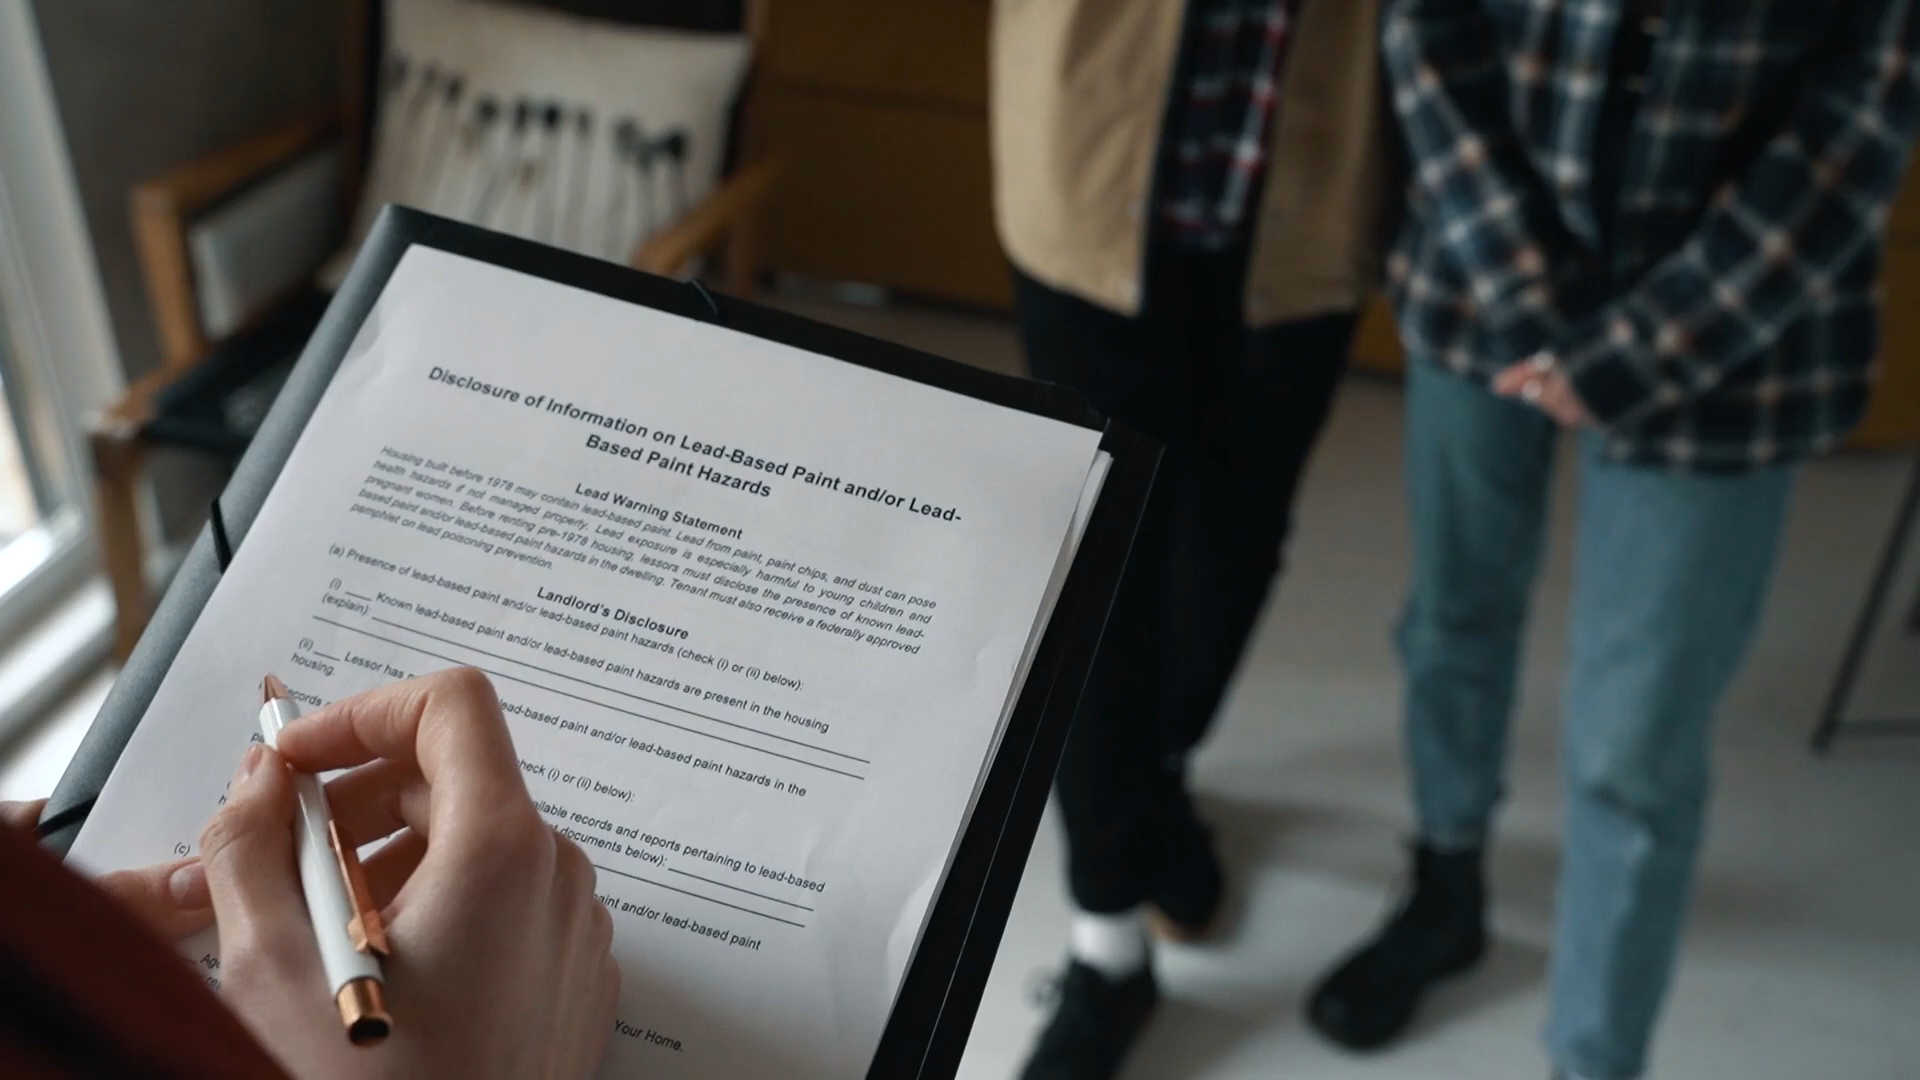 Disclosure of Information on Lead-Based Paint and/or Lead-
Based Paint Hazards
Lead Warning Statement
Housing built before 1978 may contain lead-based paint. Lead from paint, paint chips, and dust can pose
health hazards if not managed properly. Lead exposure is especially harmful to young children and
pregnant women. Before renting pre-1978 housing, lessors must disclose the presence of known lead-
based paint and/or lead-based paint hazards in the dwelling. Tenant must also receive a federally approved
pamphlet on lead poisoning prevention.
Landlord's Disclosure
(a) Presence of lead-based paint and/or lead-based paint hazards (check (i) or (ii) below):
(i) ____ Known lead-based paint and/or lead-based paint hazards are present in the housing
(explain):
(ii) ____ Lessor has
lead-based paint and/or lead-based paint hazards in the
housing.
ecords
check (i) or (ii) below):
ailable records and reports pertaining to lead-based
documents below):
(c)
aint and/or lead-based paint
Your Home.